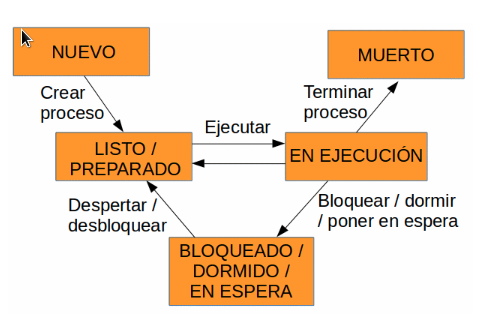 NUEVO
MUERTO
Crear
proceso
Terminar
proceso
Ejecutar
LISTO /
PREPARADO
EN EJECUCIÓN
Despertar /
desbloquear
Bloquear / dormir
/ poner en espera
BLOQUEADO /
DORMIDO /
EN ESPERA